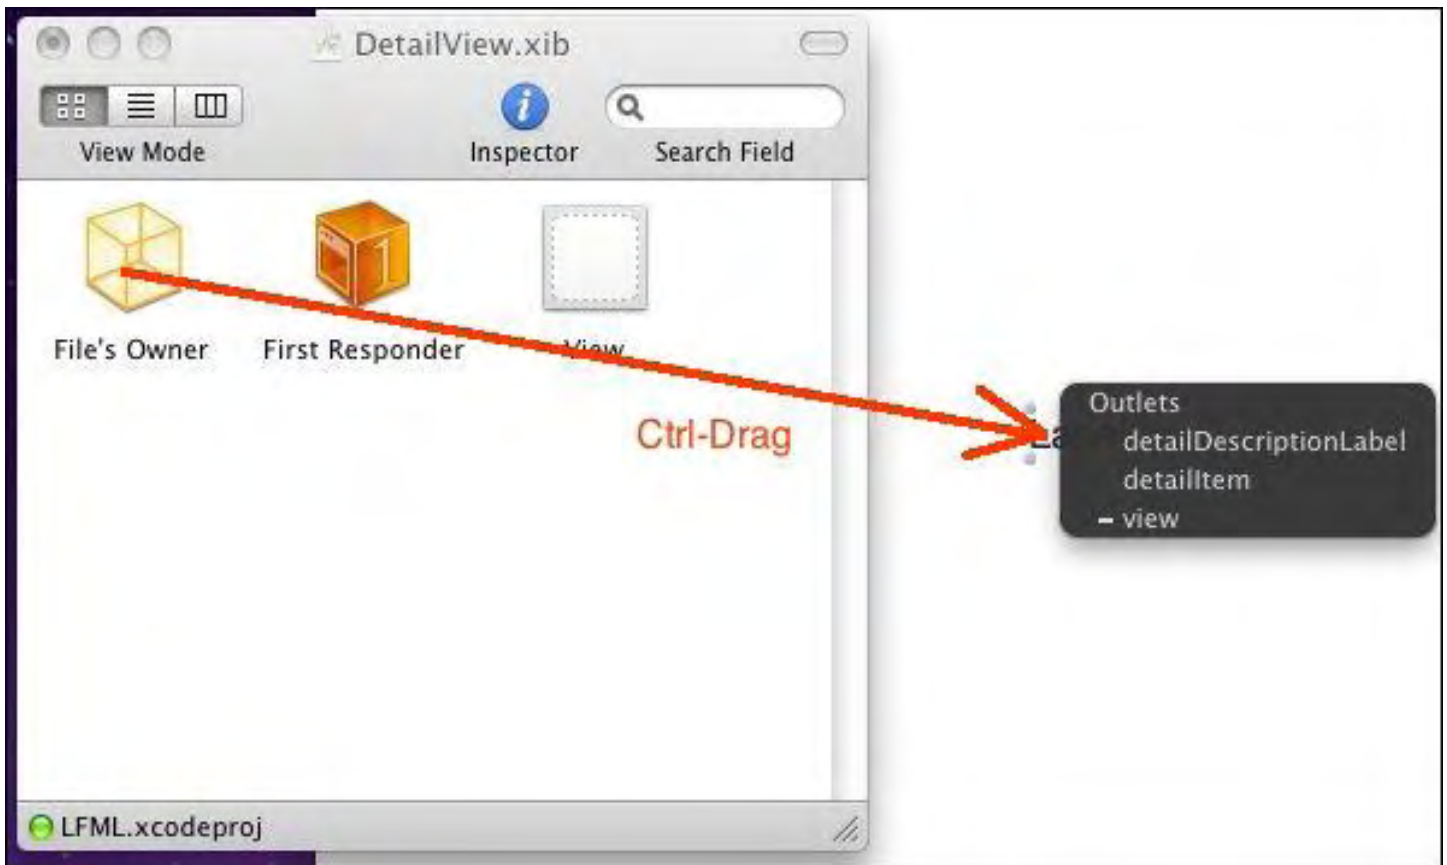 DetailView.xib
View Mode
Inspector
Search Field
File's Owner
First Responder
View
Ctrl-Drag
Outlets
detailDescriptionLabel
detailItem
view
LFML.xcodeproj